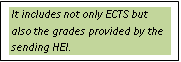 It includes not only ECTS but
also the grades provided by the
sending HEI.